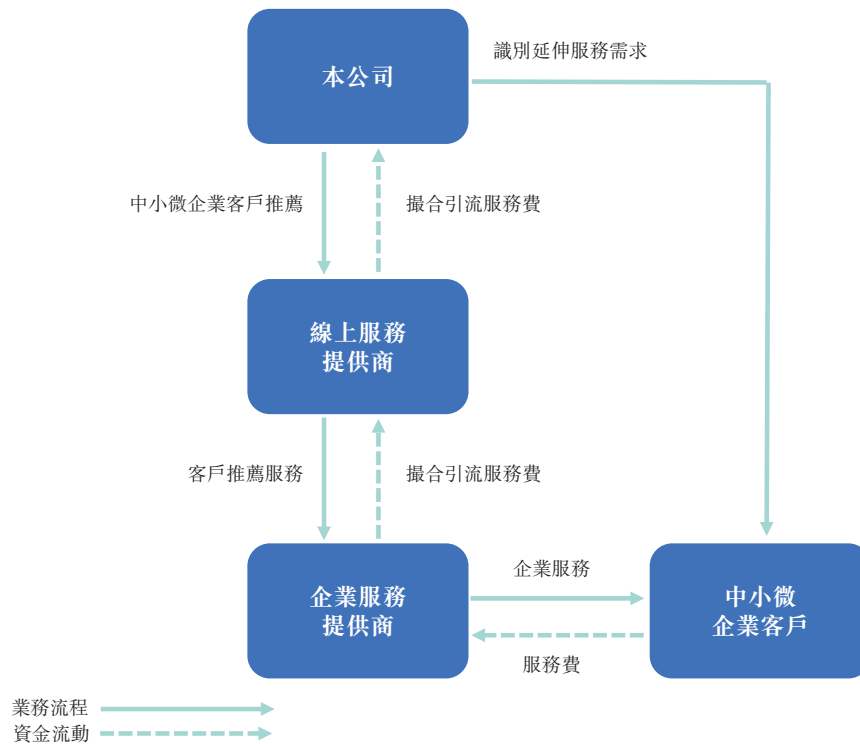 本公司
識別延伸服務需求
中小微企業客戶推薦
撮合引流服務費
線上服務
提供商
客戶推薦服務
撮合引流服務費
企業服務
提供商
企業服務
服務費
中小微
企業客戶
業務流程
資金流動